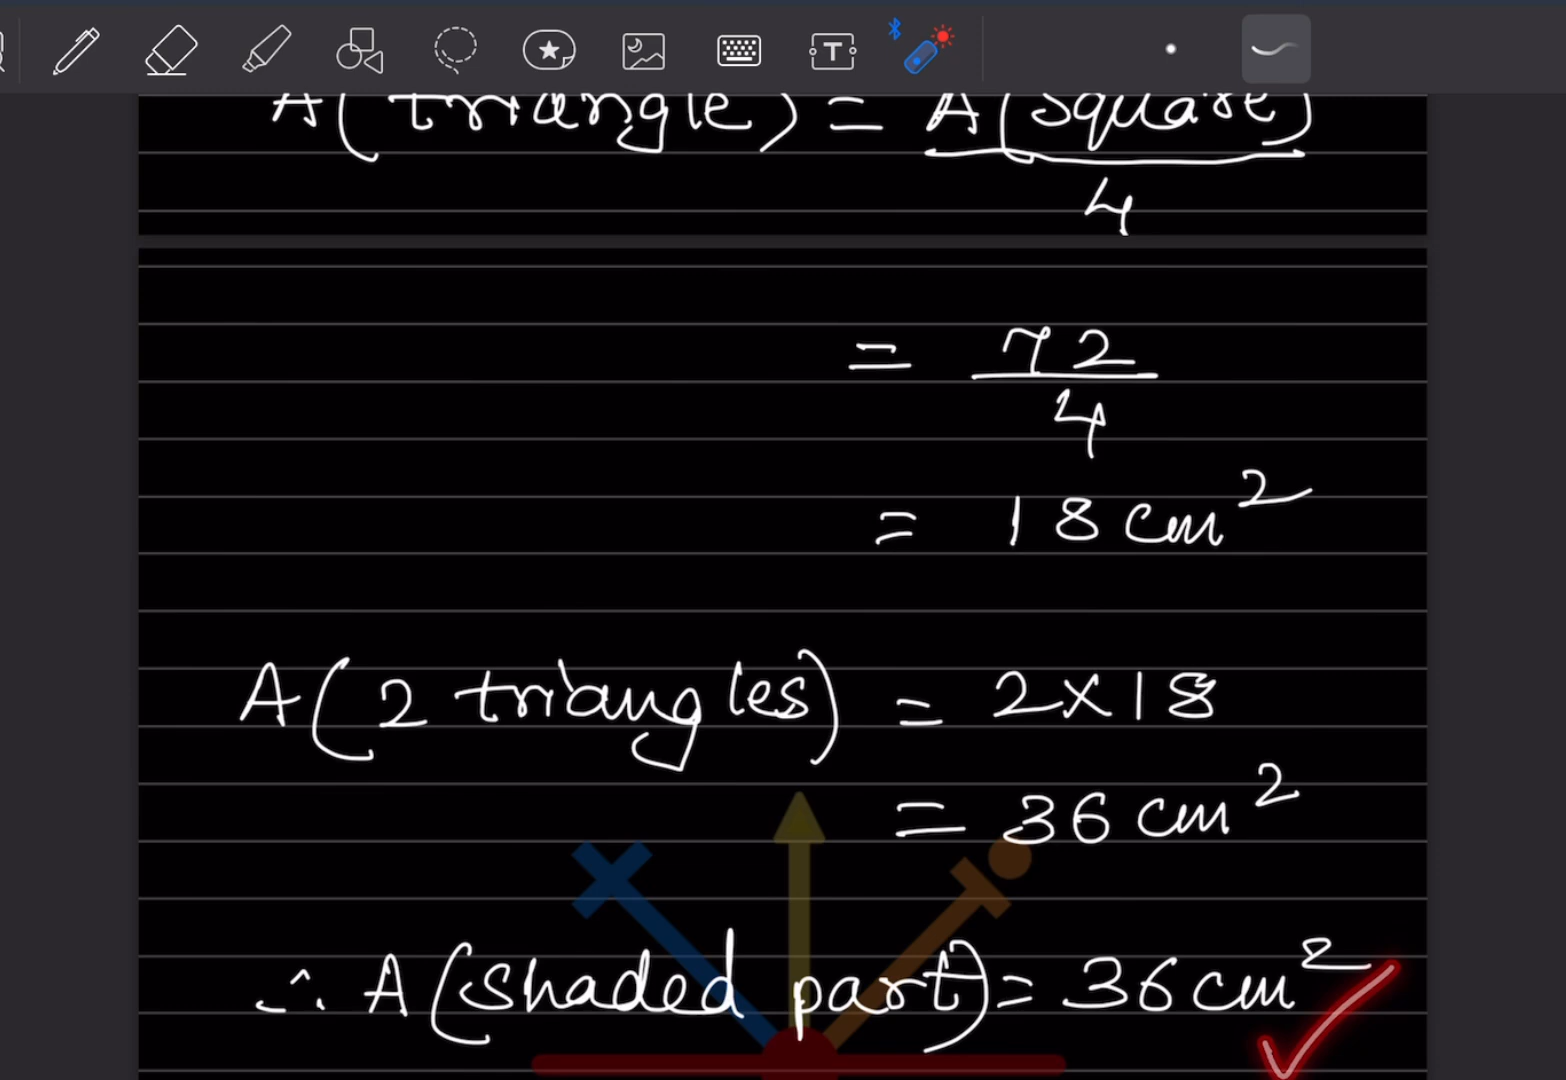 A(triangle) = A(square)
4
= 72
4
= 18 cm²
A(2 triangles) = 2×18
= 36 cm²
∴ A(shaded part) = 36 cm²